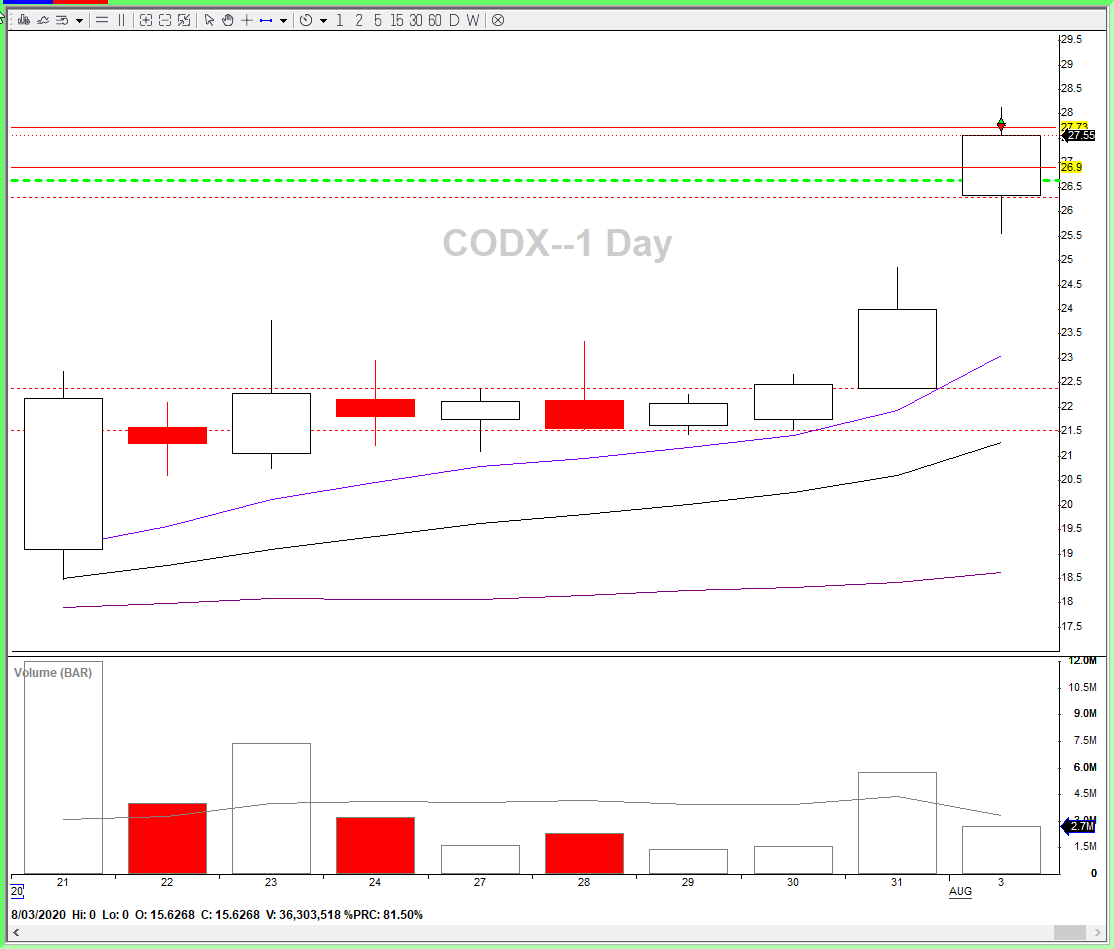 1 2 5 15 30 60 D W
CODX--1 Day
29.5
29
28.5
28
27.73
27.55
27
26.9
26.5
26
25.5
25
24.5
24
23.5
23
22.5
22
21.5
21
20.5
20
19.5
19
18.5
18
17.5
Volume (BAR)
12.0M
10.5M
9.0M
7.5M
6.0M
4.5M
3.0M
2.7M
1.5M
0
21 22 23 24 27 28 29 30 31 3
20 AUG
8/03/2020 Hi: 0 Lo: 0 O: 15.6268 C: 15.6268 V: 36,303,518 %PRC: 81.50%